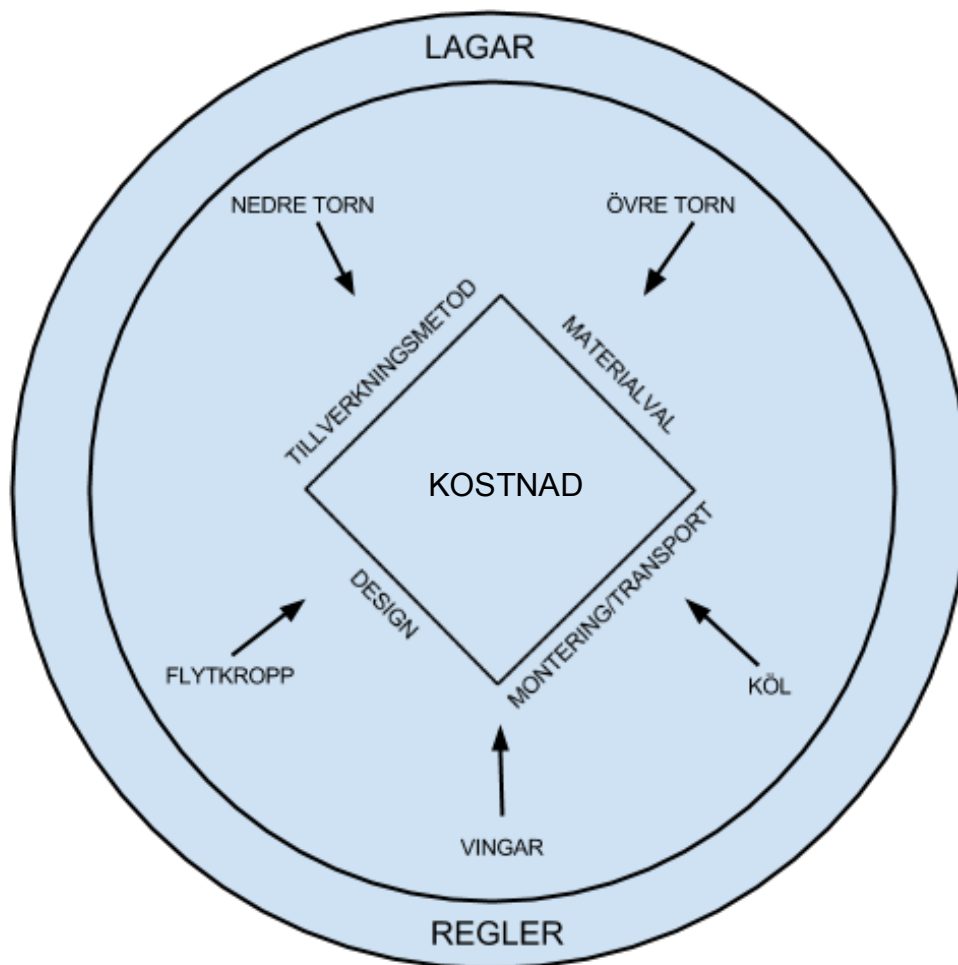 LAGAR
NEDRE TORN
ÖVRE TORN
TILLVERKNINGSMETOD
MATERIALVAL
KOSTNAD
DESIGN
MONTERING/TRANSPORT
FLYTKROPP
KÖL
VINGAR
REGLER